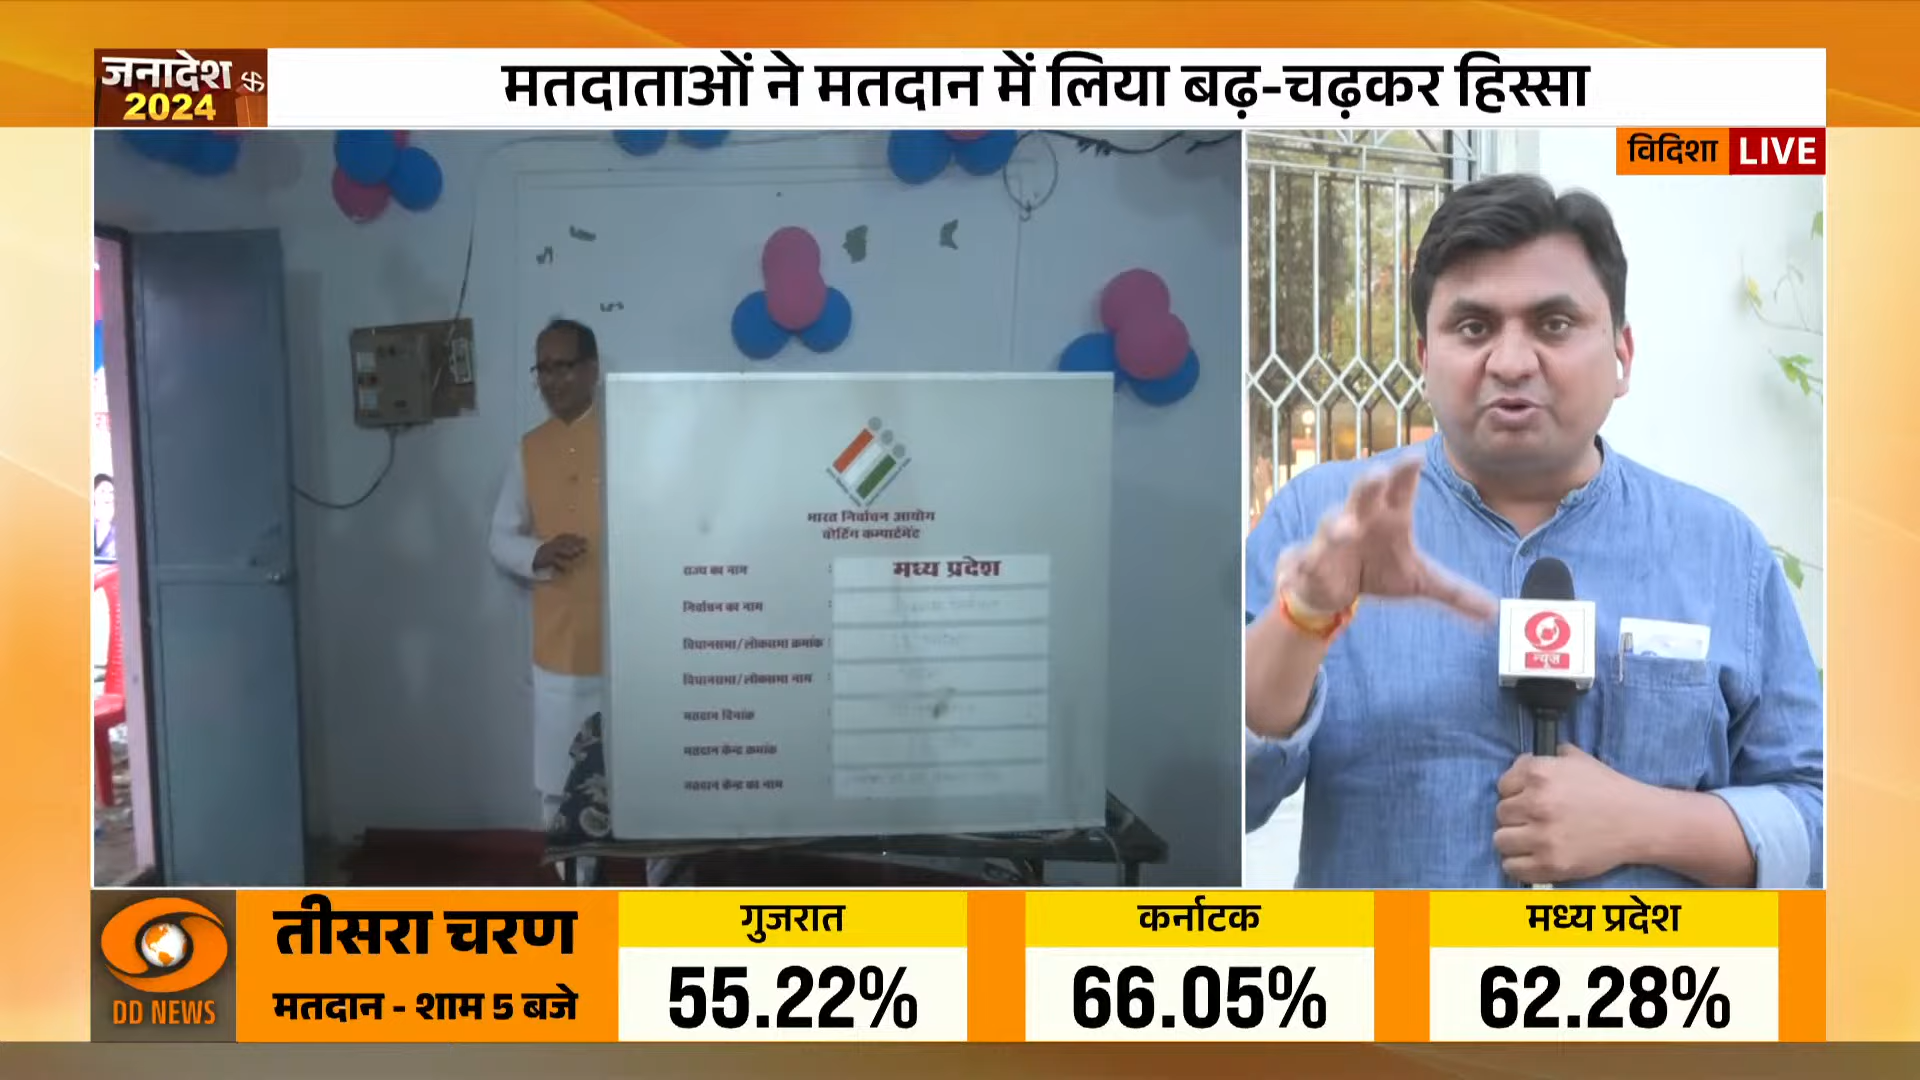 जनादेश
2024
मतदाताओं ने मतदान में लिया बढ़-चढ़कर हिस्सा
विदिशा LIVE
भारत निर्वाचन आयोग
वोटिंग कम्पार्टमेंट
राज्य का नाम : मध्य प्रदेश
निर्वाचन का नाम :
विधानसभा/लोकसभा क्रमांक :
विधानसभा/लोकसभा नाम :
मतदान दिनांक :
मतदान केन्द्र क्रमांक :
मतदान केन्द्र का नाम :
न्यूज़
DD NEWS
तीसरा चरण
मतदान - शाम 5 बजे
गुजरात
55.22%
कर्नाटक
66.05%
मध्य प्रदेश
62.28%